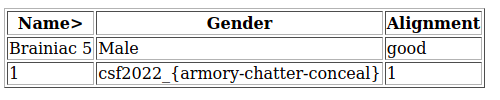 Name> Gender Alignment
Brainiac 5 Male good
1 csf2022_{armory-chatter-conceal} 1